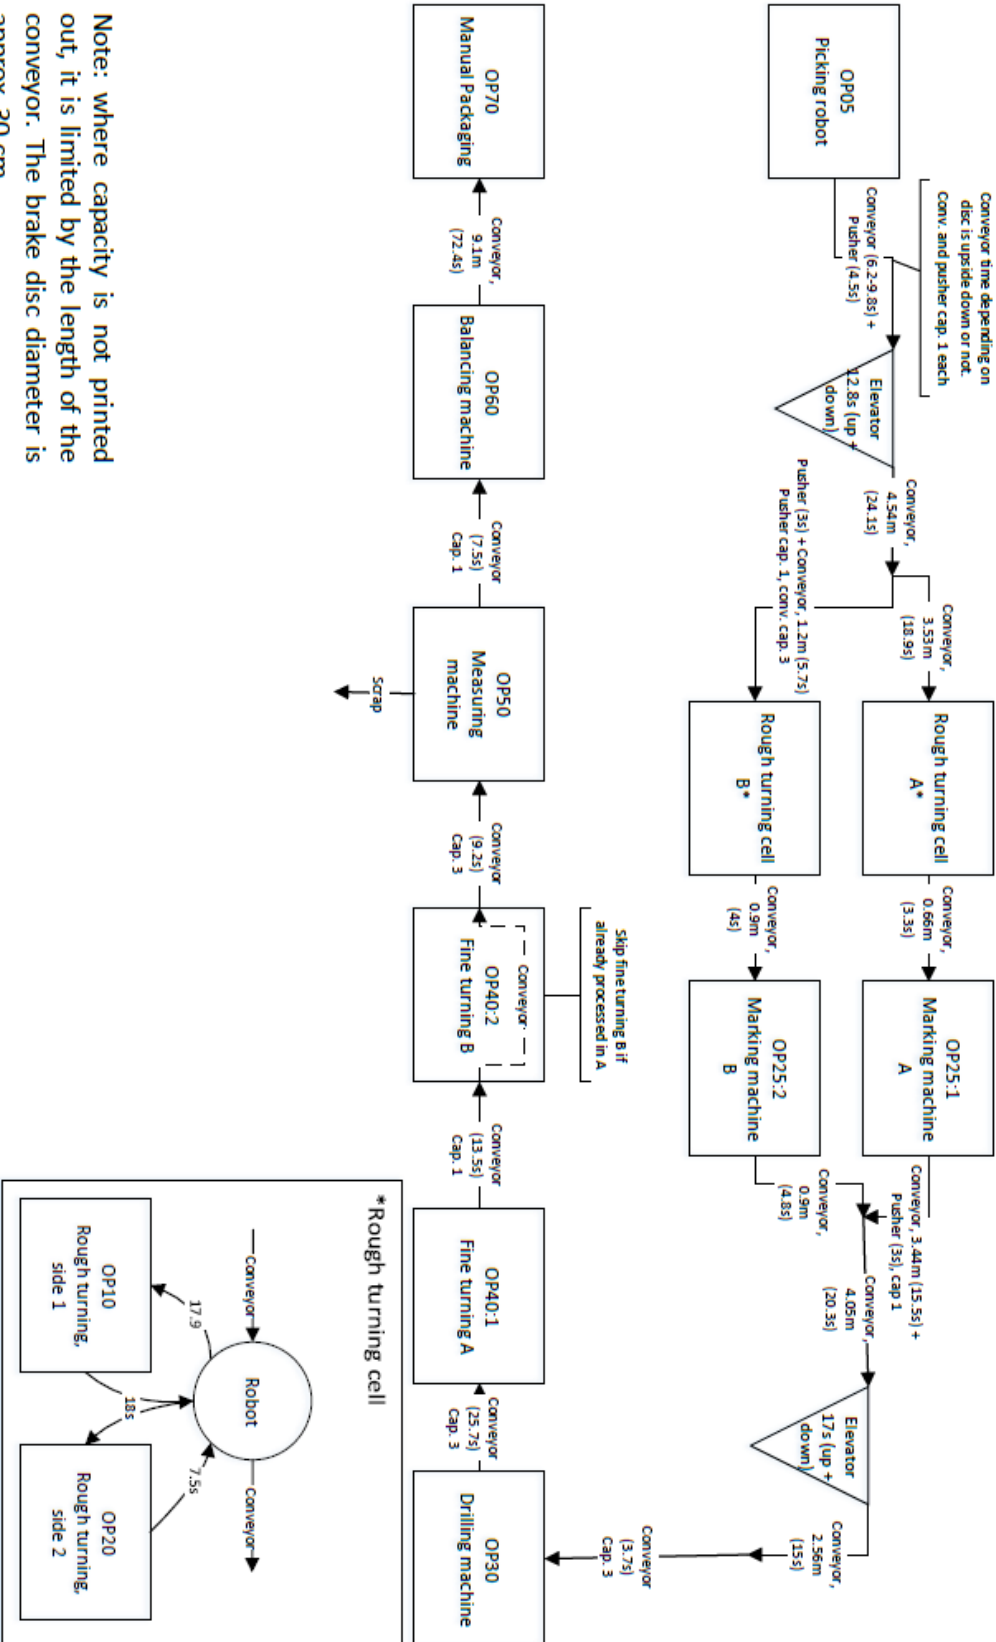 Conveyor time depending on
disc is upside down or not.
Conv. and pusher cap. 1 each
OP05
Picking robot
Conveyor (6.2-9.8s) +
Pusher (4.5s)
Elevator
12.8s (up +
down)
Conveyor,
4.54m
(24.1s)
Conveyor,
3.53m
(18.9s)
Pusher (3s) + Conveyor, 1.2m (5.7s)
Pusher cap. 1, conv. cap. 3
Rough turning cell
A*
Rough turning cell
B*
Conveyor,
0.66m
(3.3s)
Conveyor,
0.9m
(4s)
OP25:1
Marking machine
A
OP25:2
Marking machine
B
Conveyor, 3.44m (15.5s) +
Pusher (3s), cap 1
Conveyor,
0.9m
(4.8s)
Conveyor,
4.05m
(20.3s)
Elevator
17s (up +
down)
Conveyor,
2.56m
(15s)
Conveyor
(3.7s)
Cap. 3
OP70
Manual Packaging
Conveyor,
9.1m
(72.4s)
OP60
Balancing machine
Conveyor
(7.5s)
Cap. 1
OP50
Measuring
machine
Scrap
Conveyor
(9.2s)
Cap. 3
Skip fine turning B if
already processed in A
Conveyor
OP40:2
Fine turning B
Conveyor
(13.5s)
Cap. 1
OP40:1
Fine turning A
Conveyor
(25.7s)
Cap. 3
OP30
Drilling machine
Note: where capacity is not printed
out, it is limited by the length of the
conveyor. The brake disc diameter is
approx. 30 cm
*Rough turning cell
Conveyor
Robot
Conveyor
17.9
18s
7.5s
OP10
Rough turning,
side 1
OP20
Rough turning,
side 2